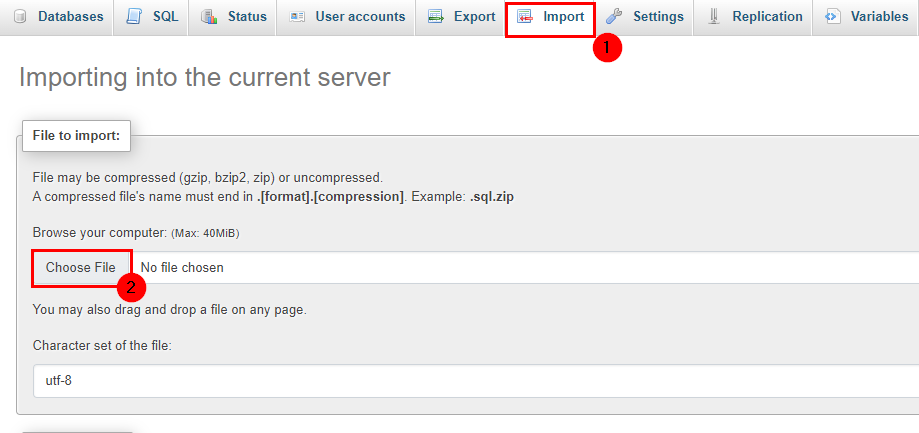 Databases SQL Status User accounts Export Import Settings Replication Variables
1
Importing into the current server
File to import:
File may be compressed (gzip, bzip2, zip) or uncompressed.
A compressed file's name must end in .[format].[compression]. Example: .sql.zip
Browse your computer: (Max: 40MiB)
Choose File No file chosen
2
You may also drag and drop a file on any page.
Character set of the file:
utf-8